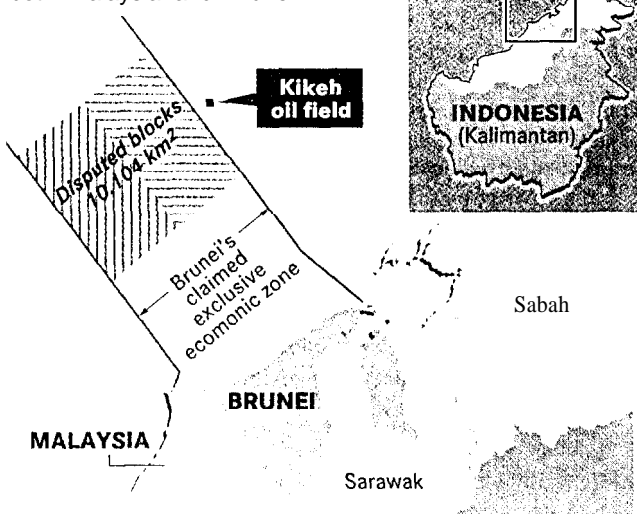 Kikeh
oil field
INDONESIA
(Kalimantan)
Disputed blocks
10,104 km²
Brunei's
claimed
exclusive
ecomonic zone
Sabah
BRUNEI
MALAYSIA
Sarawak